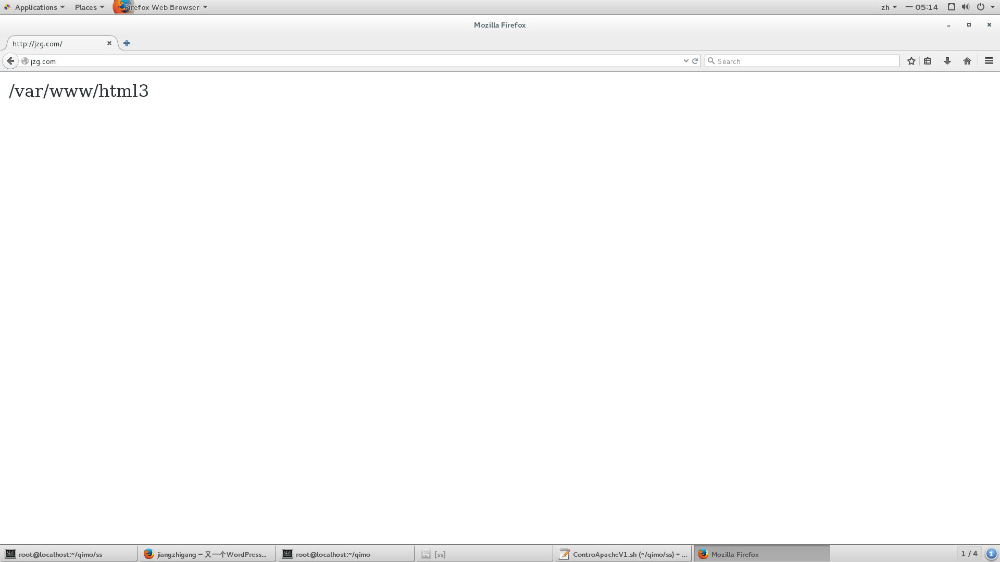 Applications Places Firefox Web Browser zh 一 05:14
Mozilla Firefox
http://jzg.com/
jzg.com Search
/var/www/html3
root@localhost:~/qimo/ss jiangzhigang – 又一个WordPress... root@localhost:~/qimo [ss] ControApacheV1.sh (~/qimo/ss) – ... Mozilla Firefox 1 / 4 1